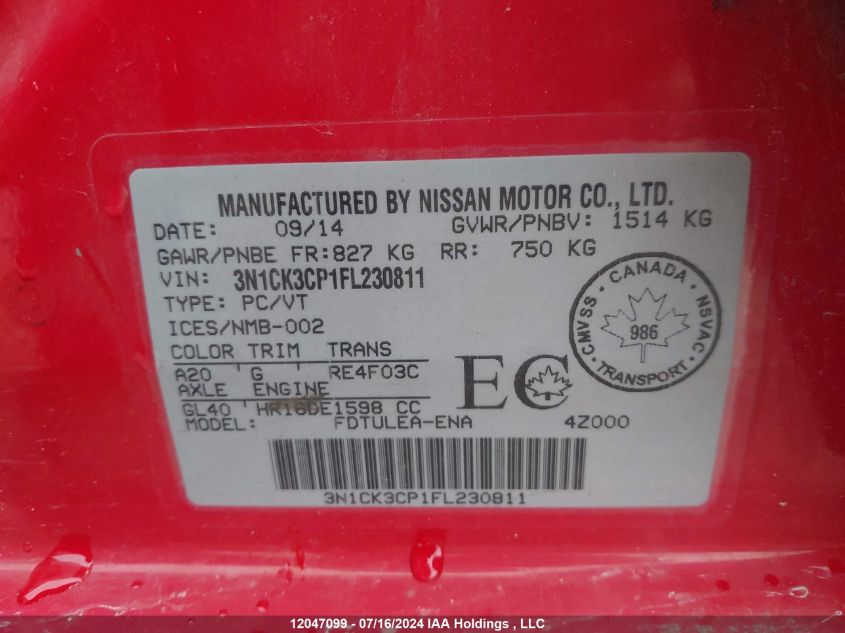 MANUFACTURED BY NISSAN MOTOR CO., LTD.
DATE: 09/14 GVWR/PNBV: 1514 KG
GAWR/PNBE FR:827 KG RR: 750 KG
VIN: 3N1CK3CP1FL230811
TYPE: PC/VT
ICES/NMB-002
COLOR TRIM TRANS
A20 G RE4F03C
AXLE ENGINE
GL40 HR16DE1598 CC
MODEL: FDTULEA-ENA 4Z000
EC
CANADA
CMVSS 986 NSVAC
TRANSPORT
3N1CK3CP1FL230811
12047099 - 07/16/2024 IAA Holdings , LLC